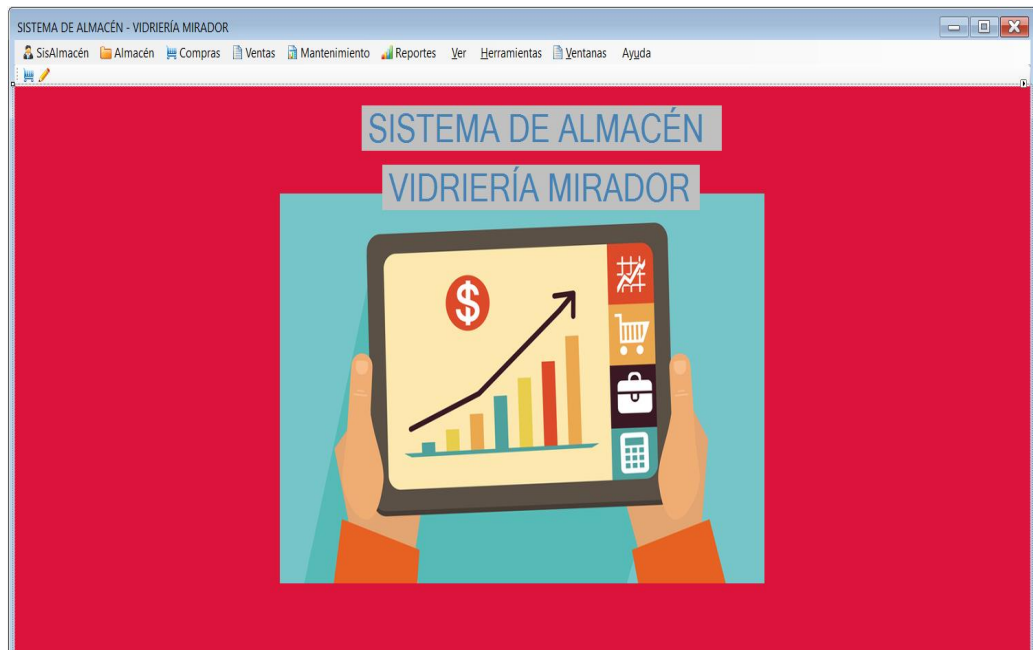 SISTEMA DE ALMACÉN - VIDRIERÍA MIRADOR
SisAlmacén Almacén Compras Ventas Mantenimiento Reportes Ver Herramientas Ventanas Ayuda
SISTEMA DE ALMACÉN
VIDRIERÍA MIRADOR
$